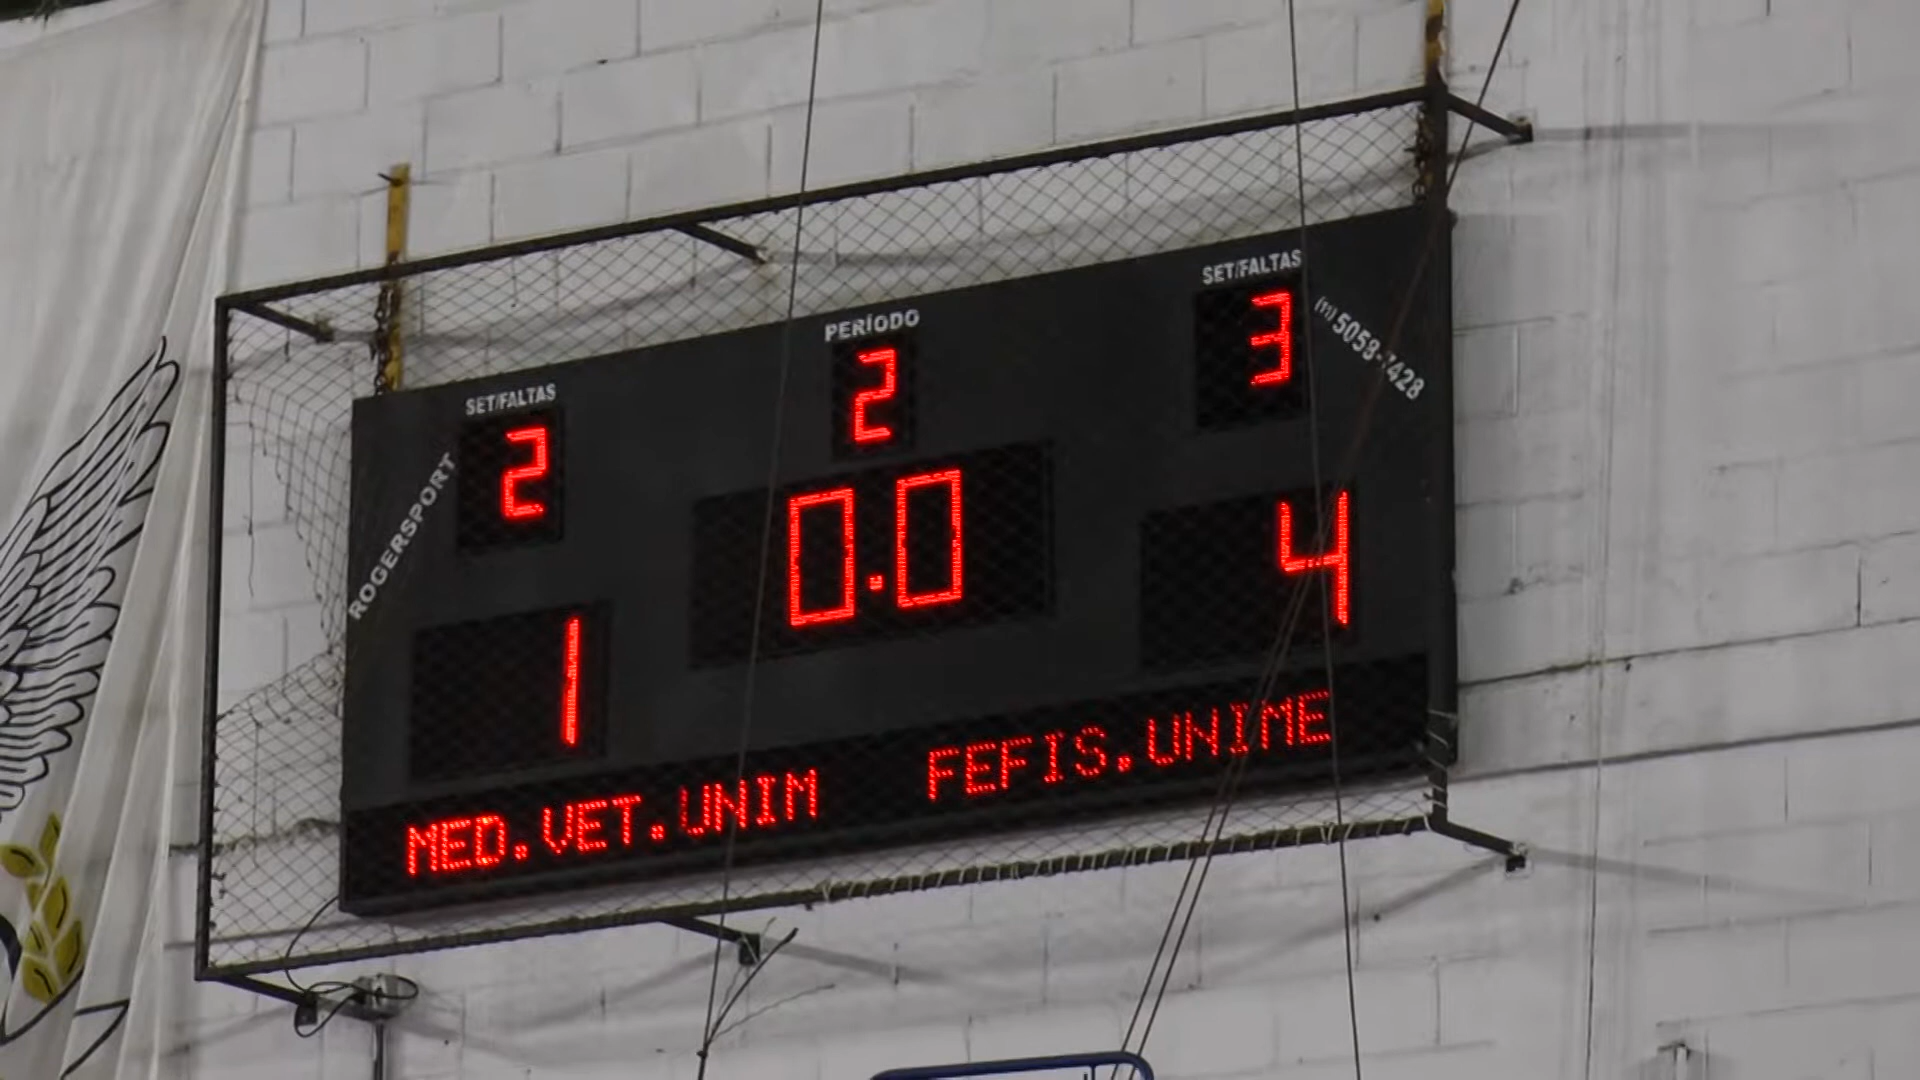 SET/FALTAS PERÍODO SET/FALTAS
2 2 3
ROGERSPORT
(11) 5058-7428
1 0.0 4
MED.VET.UNIM FEFIS.UNIME